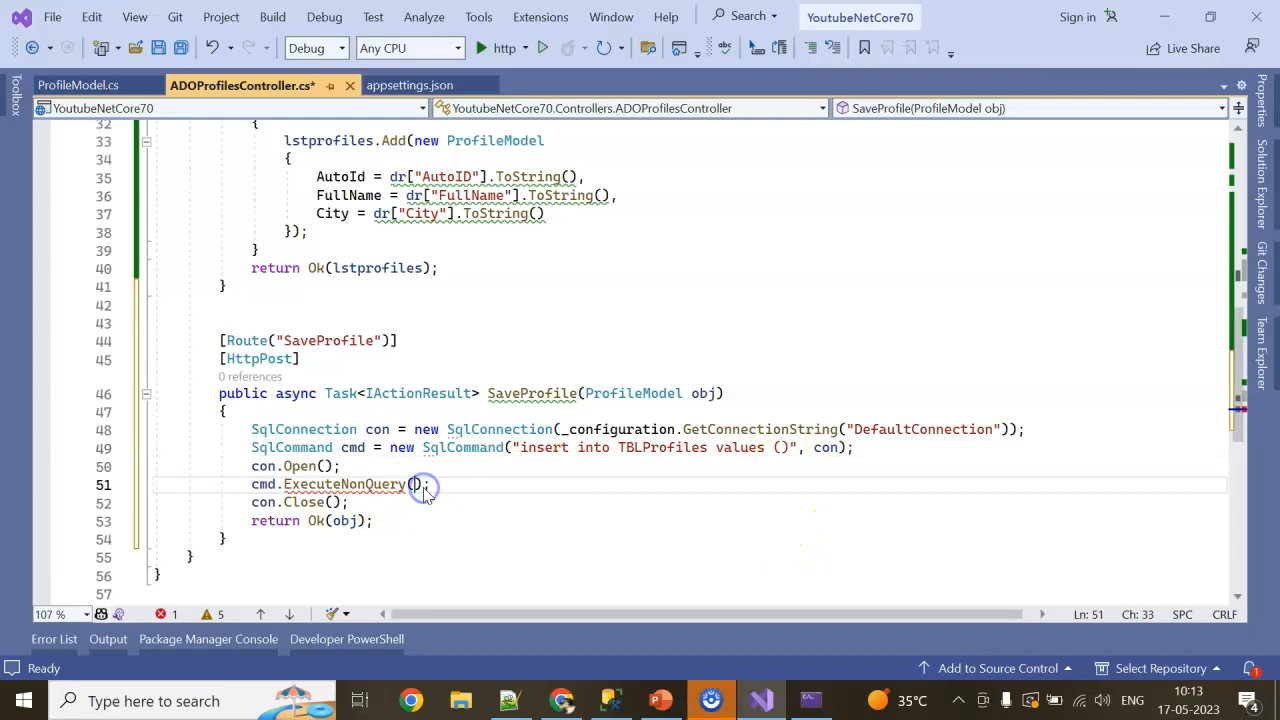 File Edit View Git Project Build Debug Test Analyze Tools Extensions Window Help Search YoutubeNetCore70 Sign in
Debug Any CPU http Live Share
ProfileModel.cs ADOProfilesController.cs* appsettings.json
YoutubeNetCore70 YoutubeNetCore70.Controllers.ADOProfilesController SaveProfile(ProfileModel obj)
Toolbox
Properties
Solution Explorer
Git Changes
Team Explorer
32 {
33 lstprofiles.Add(new ProfileModel
34 {
35 AutoId = dr["AutoID"].ToString(),
36 FullName = dr["FullName"].ToString(),
37 City = dr["City"].ToString()
38 });
39 }
40 return Ok(lstprofiles);
41 }
42
43
44 [Route("SaveProfile")]
45 [HttpPost]
0 references
46 public async Task<IActionResult> SaveProfile(ProfileModel obj)
47 {
48 SqlConnection con = new SqlConnection(_configuration.GetConnectionString("DefaultConnection"));
49 SqlCommand cmd = new SqlCommand("insert into TBLProfiles values ()", con);
50 con.Open();
51 cmd.ExecuteNonQuery();
52 con.Close();
53 return Ok(obj);
54 }
55 }
56 }
57
107 % 1 5 Ln: 51 Ch: 33 SPC CRLF
Error List Output Package Manager Console Developer PowerShell
Ready Add to Source Control Select Repository 1
Type here to search 35°C ENG 10:13
17-05-2023 4